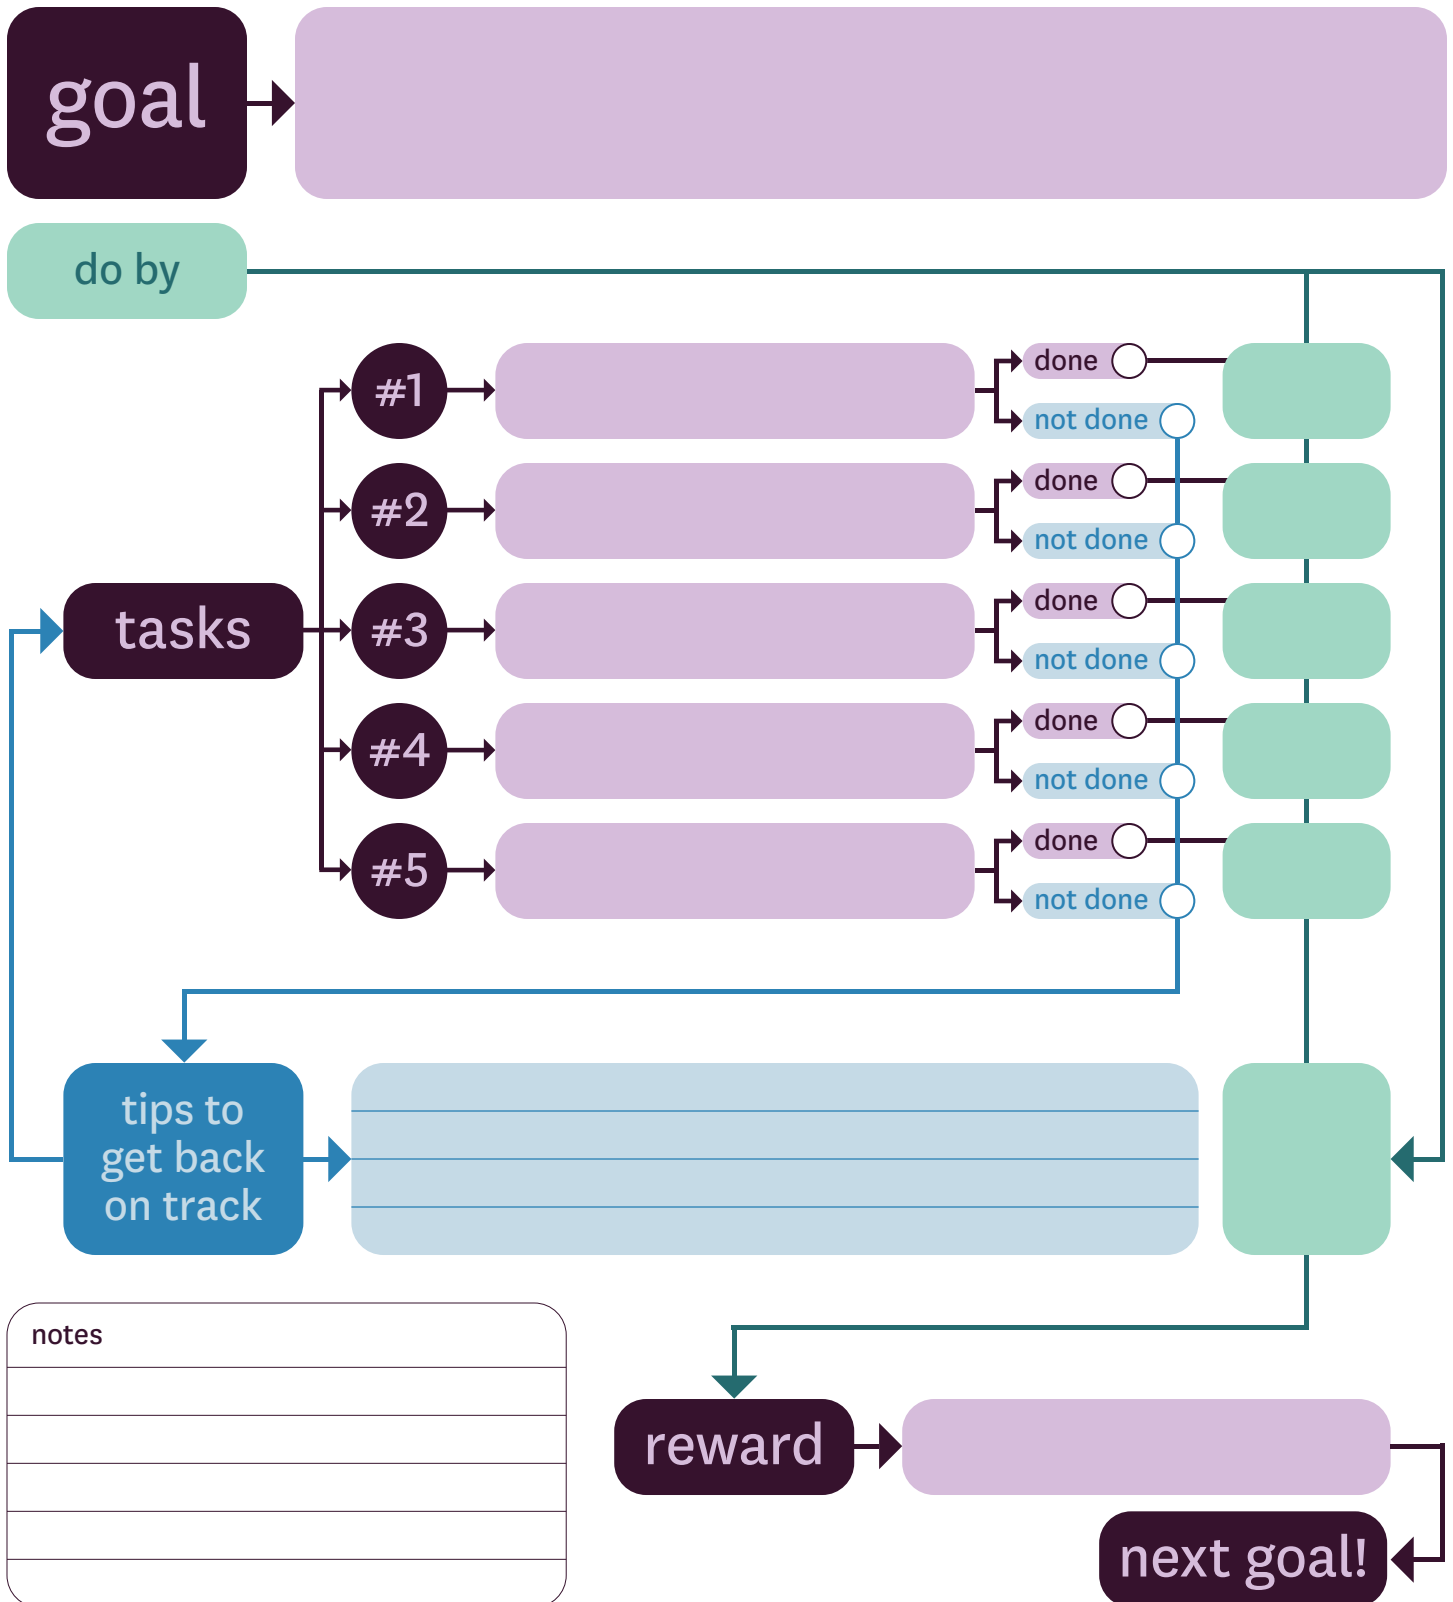 goal
do by
#1
done
not done
#2
done
not done
tasks
#3
done
not done
#4
done
not done
#5
done
not done
tips to
get back
on track
notes
reward
next goal!